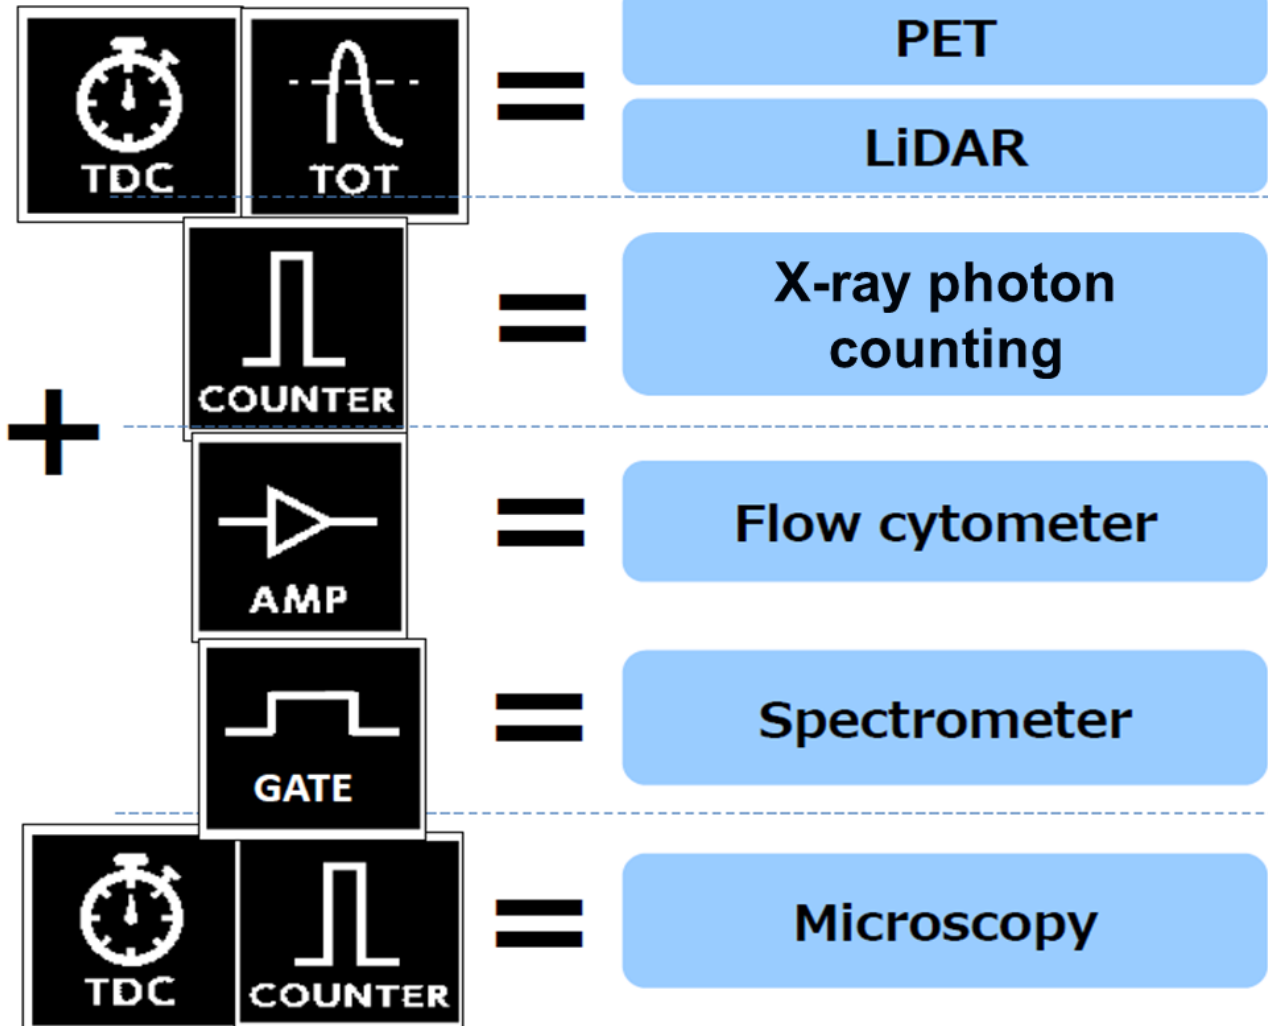 TDC TOT = PET
LiDAR
COUNTER = X-ray photon
counting
+
AMP = Flow cytometer
GATE = Spectrometer
TDC COUNTER = Microscopy